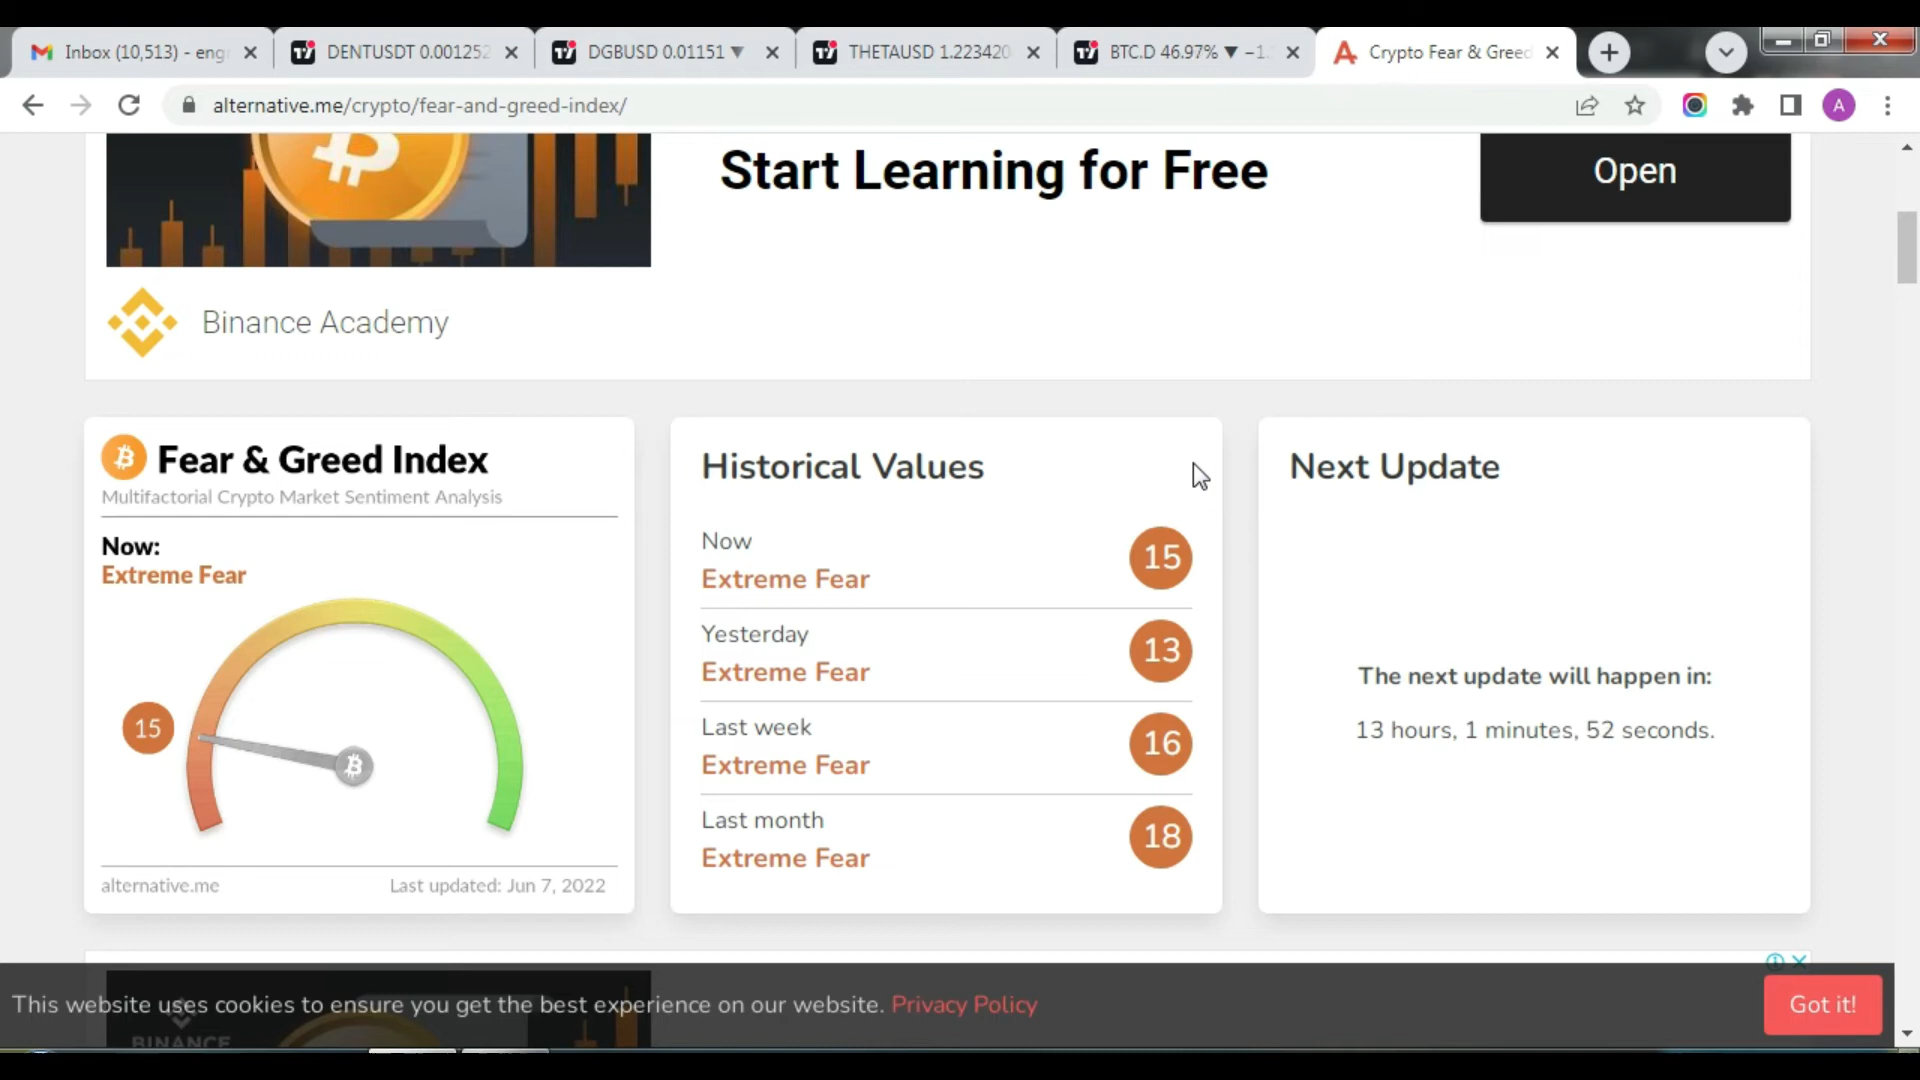 Inbox (10,513) - eng
DENTUSDT 0.001252
DGBUSD 0.01151 ▼
THETAUSD 1.223420
BTC.D 46.97% ▼ −1.
Crypto Fear & Greed
alternative.me/crypto/fear-and-greed-index/
A
Start Learning for Free
Open
Binance Academy
Fear & Greed Index
Multifactorial Crypto Market Sentiment Analysis
Now:
Extreme Fear
15
alternative.me
Last updated: Jun 7, 2022
Historical Values
Now
Extreme Fear
15
Yesterday
Extreme Fear
13
Last week
Extreme Fear
16
Last month
Extreme Fear
18
Next Update
The next update will happen in:
13 hours, 1 minutes, 52 seconds.
This website uses cookies to ensure you get the best experience on our website. Privacy Policy
Got it!
BINANCE